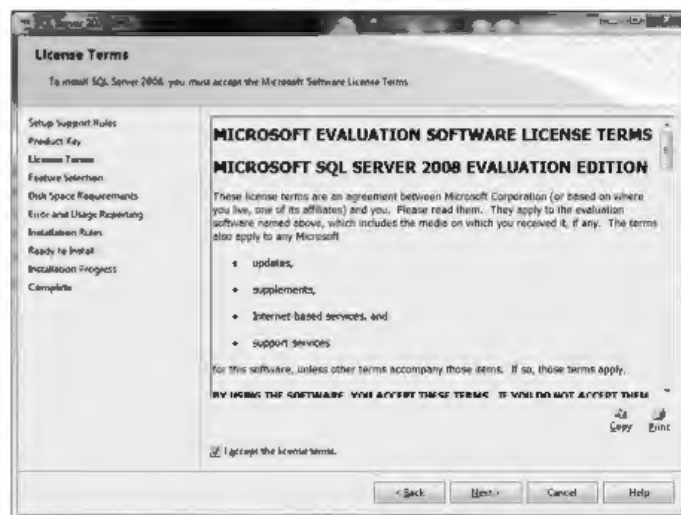 License Terms
To install SQL Server 2008, you must accept the Microsoft Software License Terms.
Setup Support Rules
Product Key
License Terms
Feature Selection
Disk Space Requirements
Error and Usage Reporting
Installation Rules
Ready to Install
Installation Progress
Complete
MICROSOFT EVALUATION SOFTWARE LICENSE TERMS
MICROSOFT SQL SERVER 2008 EVALUATION EDITION
These license terms are an agreement between Microsoft Corporation (or based on where
you live, one of its affiliates) and you. Please read them. They apply to the evaluation
software named above, which includes the media on which you received it, if any. The terms
also apply to any Microsoft
• updates,
• supplements,
• Internet-based services, and
• support services
for this software, unless other terms accompany those items. If so, those terms apply.
BY USING THE SOFTWARE, YOU ACCEPT THESE TERMS. IF YOU DO NOT ACCEPT THEM,
Copy Print
I accept the license terms.
< Back Next > Cancel Help